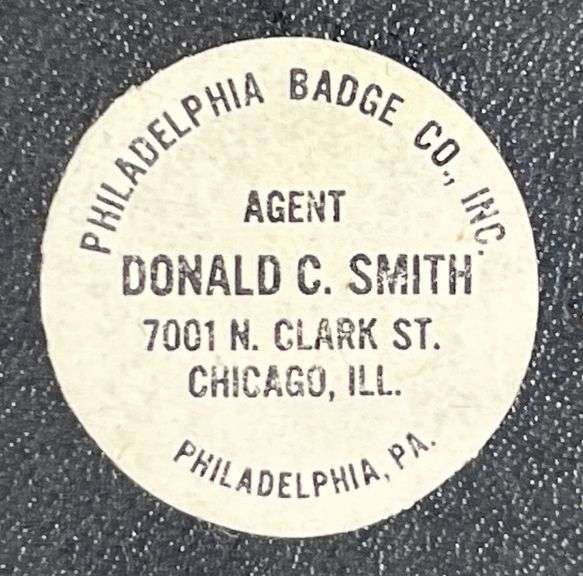 PHILADELPHIA BADGE CO., INC.
AGENT
DONALD C. SMITH
7001 N. CLARK ST.
CHICAGO, ILL.
PHILADELPHIA, PA.